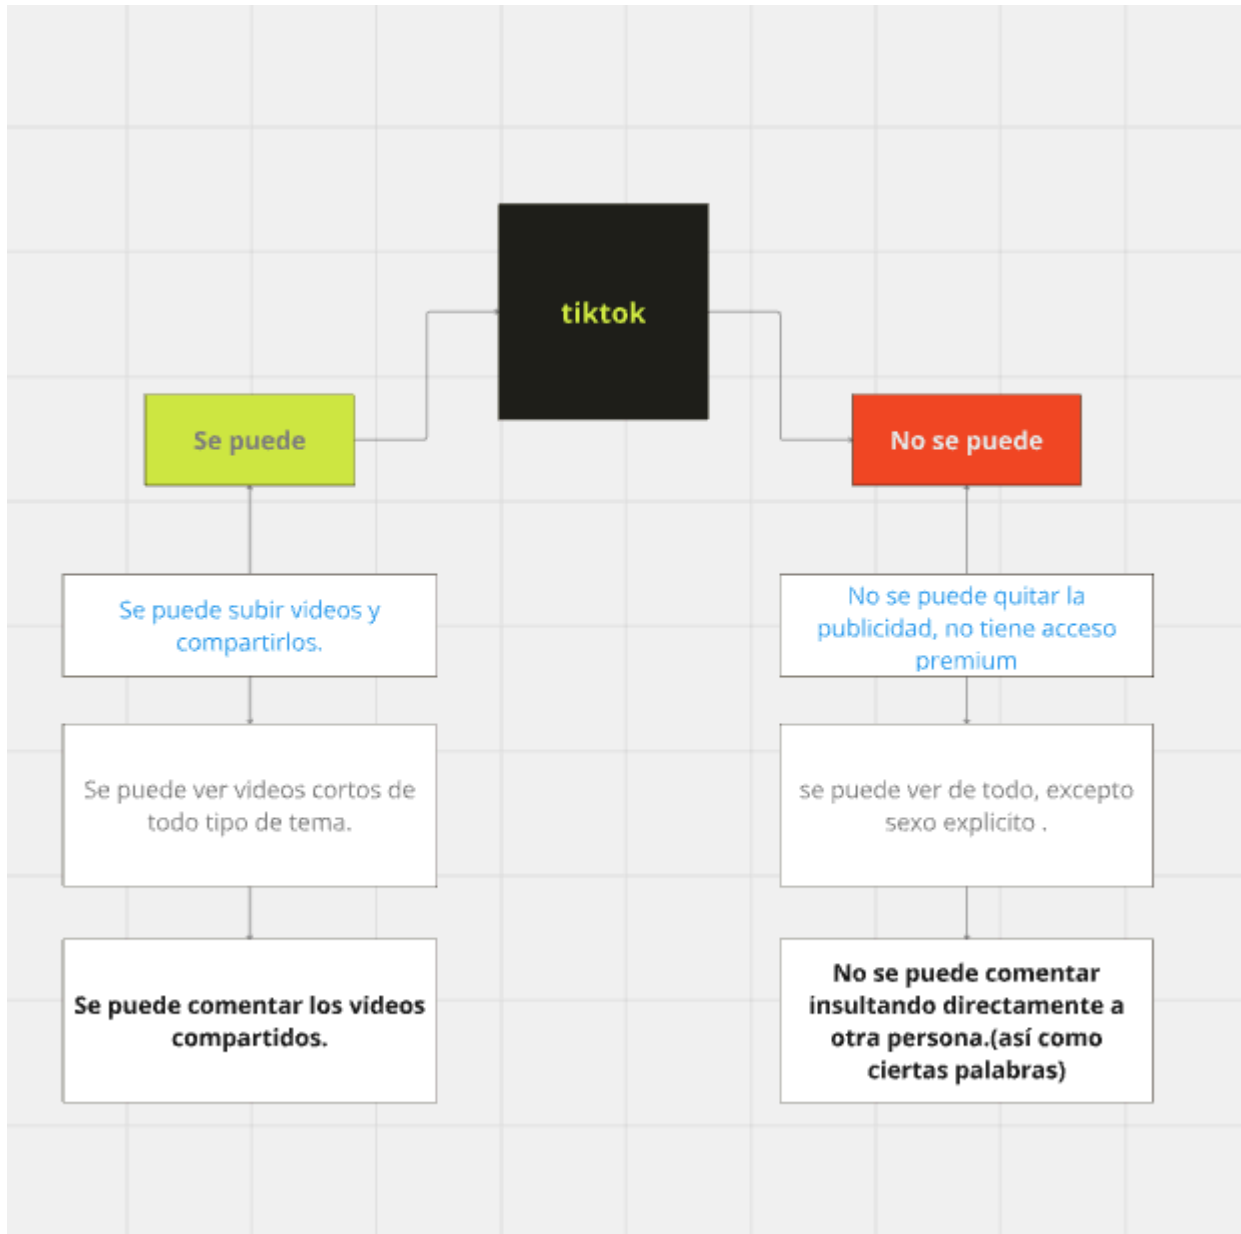 tiktok
Se puede
No se puede
Se puede subir videos y
compartirlos.
No se puede quitar la
publicidad, no tiene acceso
premium
Se puede ver videos cortos de
todo tipo de tema.
se puede ver de todo, excepto
sexo explicito .
Se puede comentar los videos
compartidos.
No se puede comentar
insultando directamente a
otra persona.(así como
ciertas palabras)